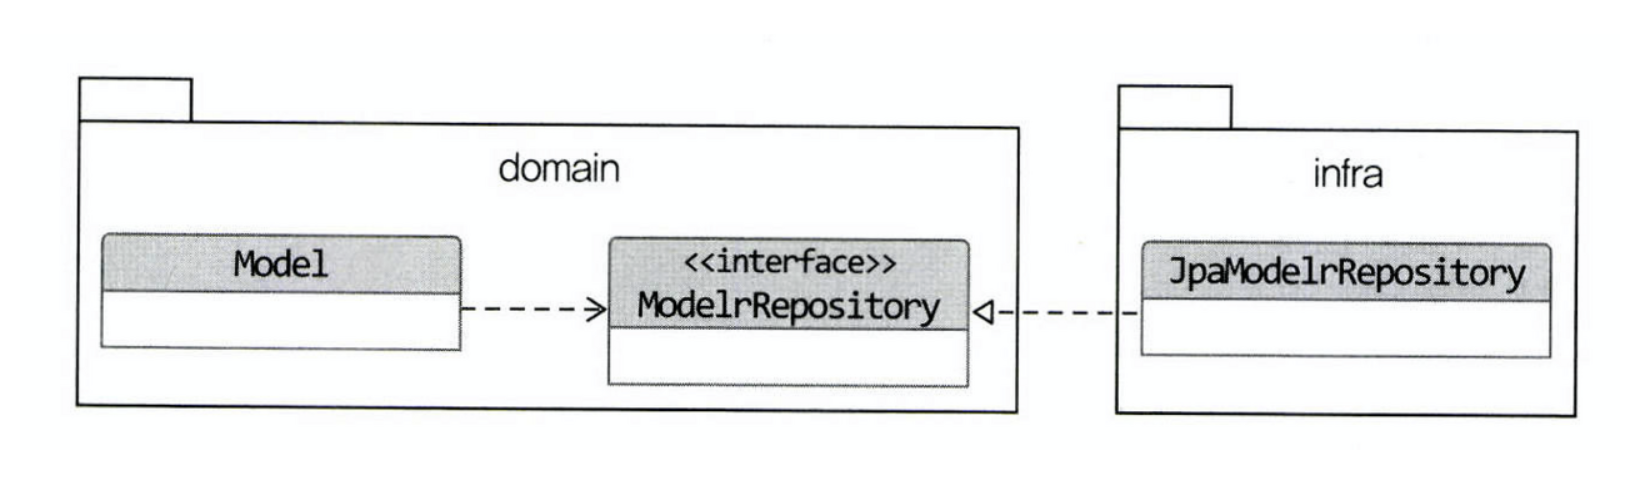 domain
Model
<<interface>>
ModelrRepository
infra
JpaModelrRepository